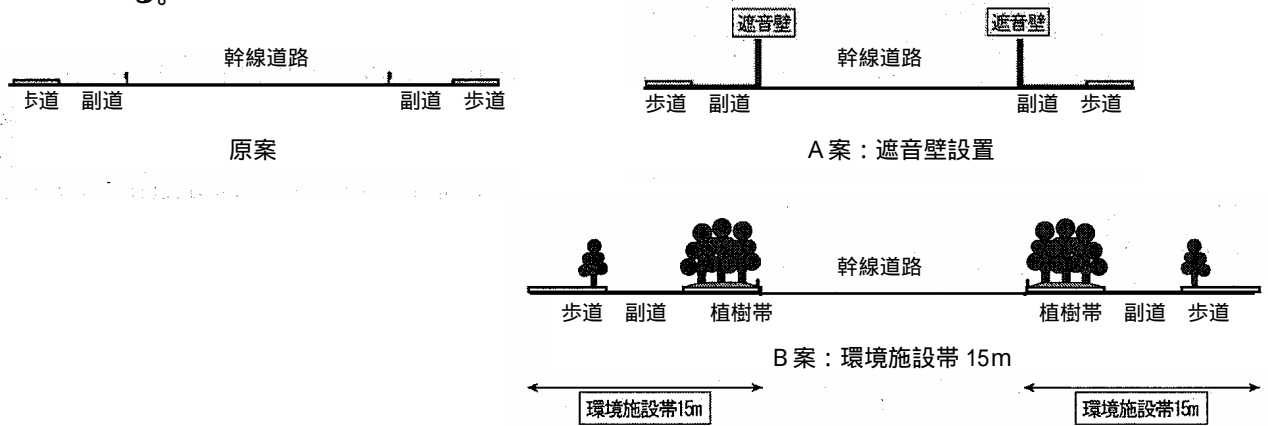 る。
幹線道路
歩道 副道 副道 歩道
原案
遮音壁 遮音壁
幹線道路
歩道 副道 副道 歩道
A案:遮音壁設置
幹線道路
歩道 副道 植樹帯 植樹帯 副道 歩道
B案:環境施設帯 15m
環境施設帯15m 環境施設帯15m